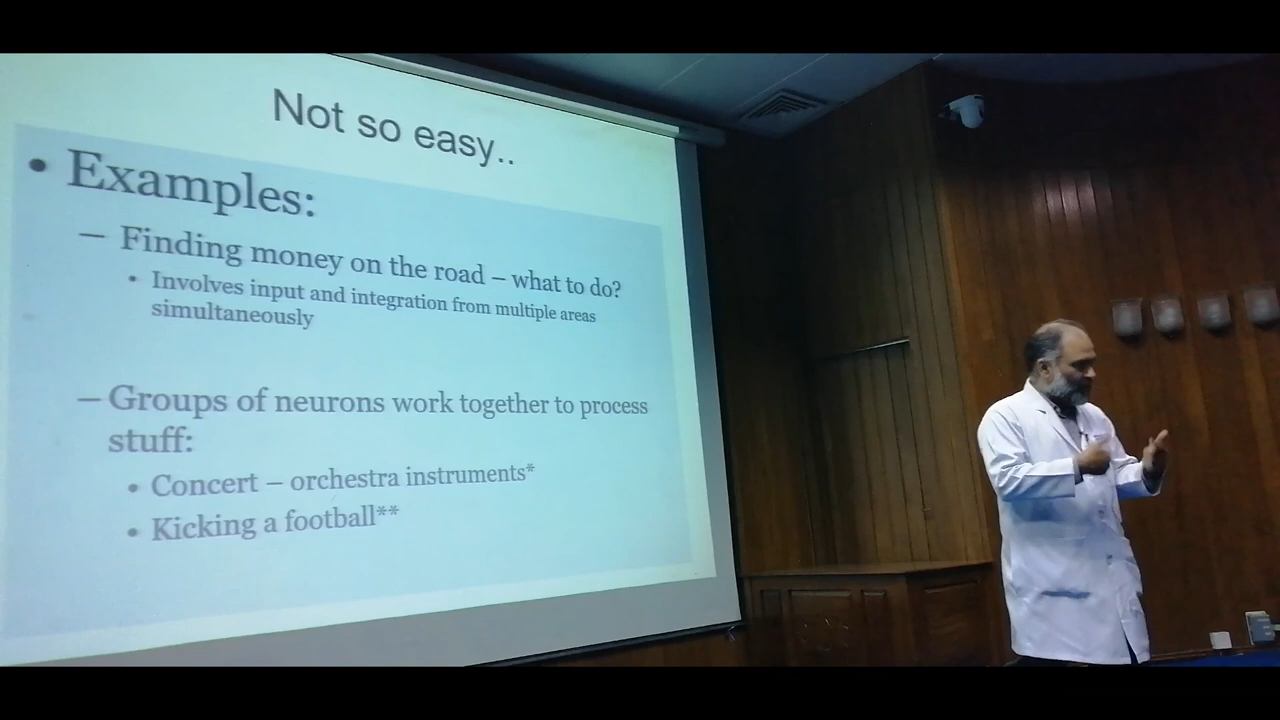 Not so easy..
• Examples:
– Finding money on the road – what to do?
• Involves input and integration from multiple areas
simultaneously
– Groups of neurons work together to process
stuff:
• Concert – orchestra instruments*
• Kicking a football**